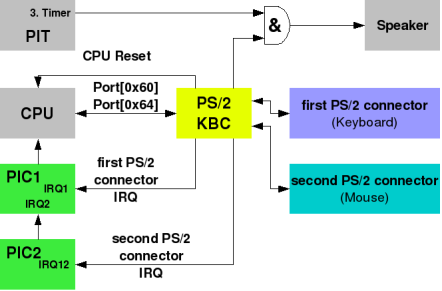 3. Timer
PIT
&
Speaker
CPU Reset
Port[0x60]
Port[0x64]
CPU
PS/2
KBC
first PS/2 connector
(Keyboard)
PIC1
IRQ1
IRQ2
first PS/2
connector
IRQ
second PS/2 connector
(Mouse)
PIC2
IRQ12
second PS/2
connector
IRQ